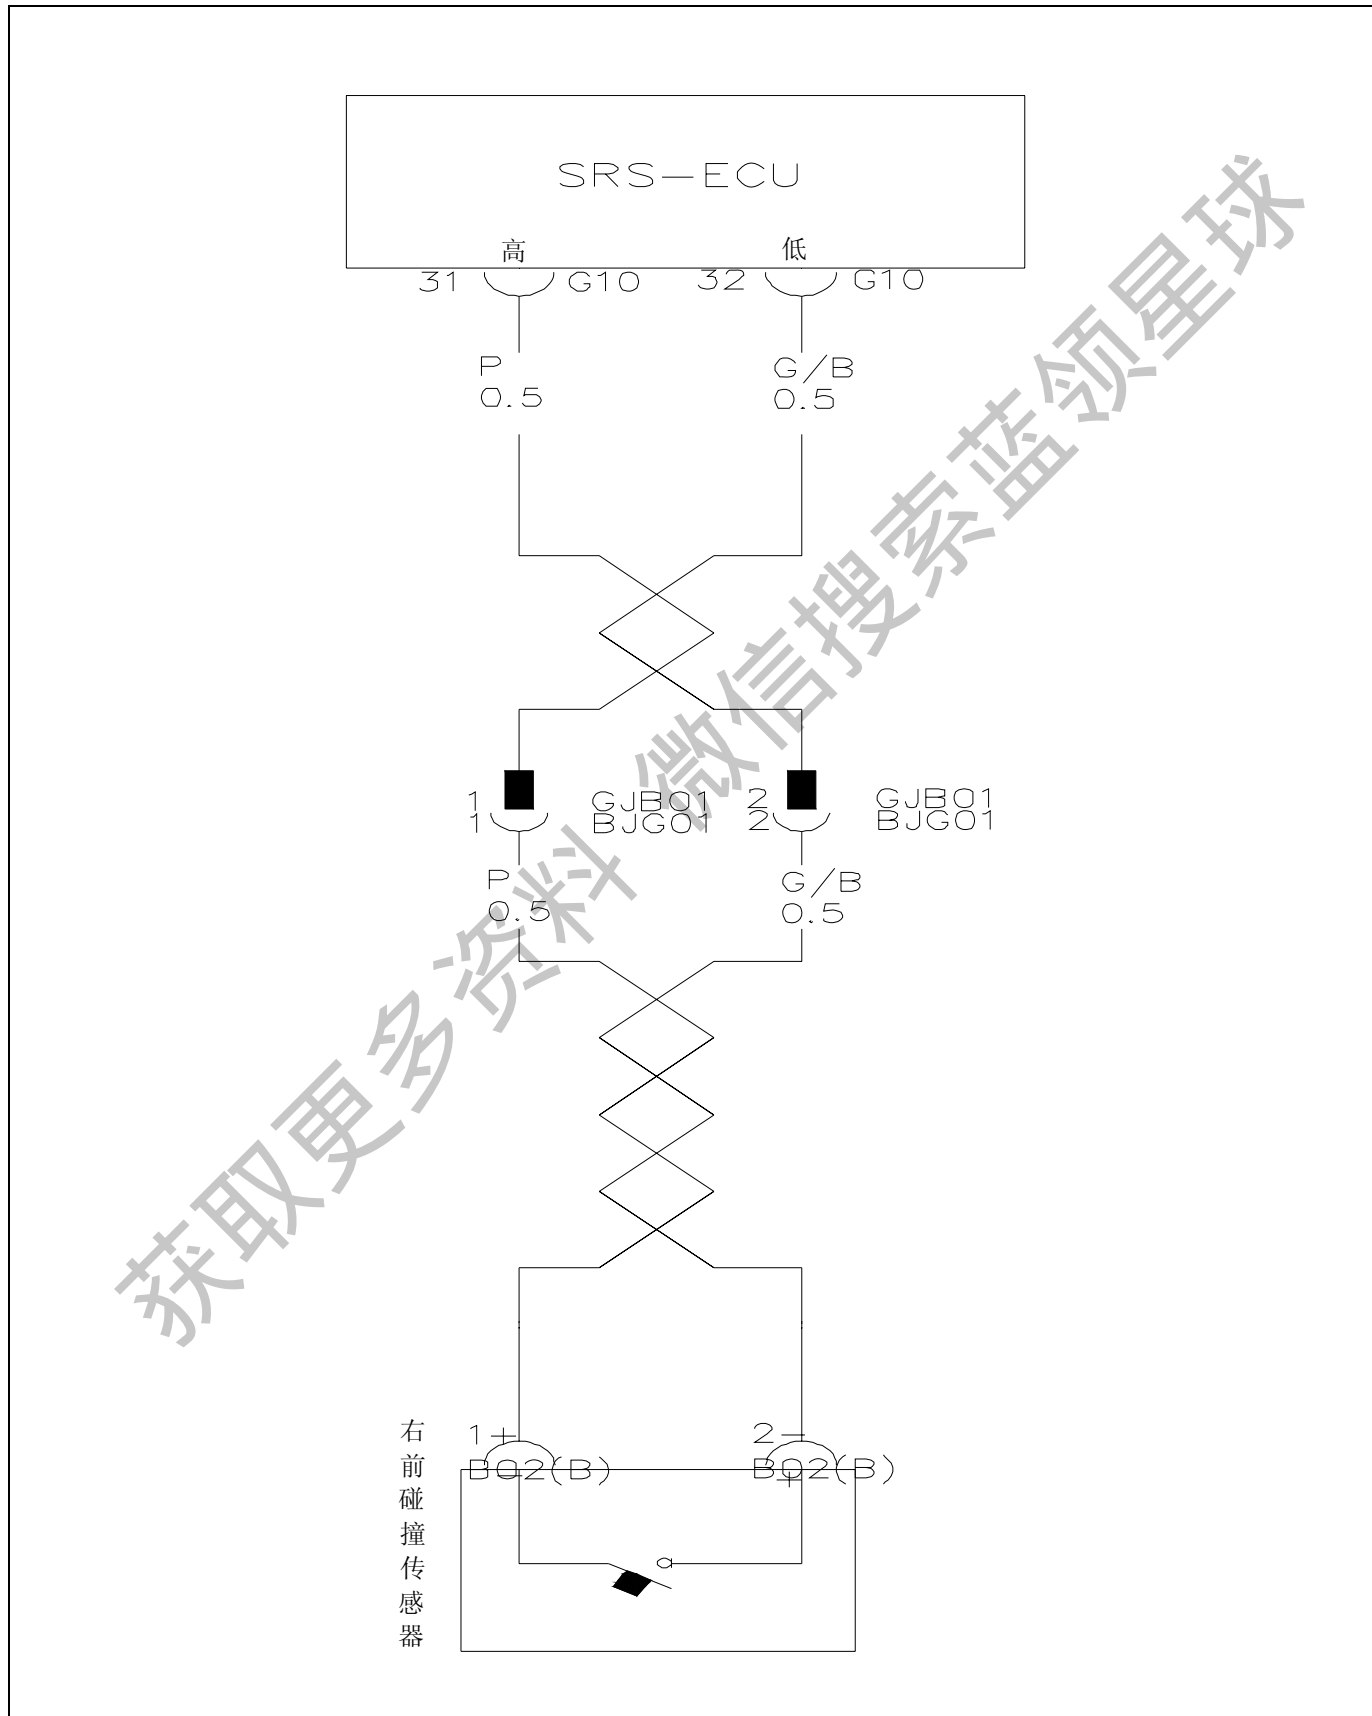 SRS-ECU
高 低
31 G10 32 G10
P G/B
0.5 0.5
1 GJB01 2 GJB01
1 BJG01 2 BJG01
P G/B
0.5 0.5
1+ 2-
B02(B) B02(B)
- +
右前碰撞传感器
获取更多资料 微信搜索蓝领星球